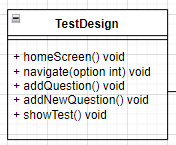 TestDesign
+ homeScreen() void
+ navigate(option int) void
+ addQuestion() void
+ addNewQuestion() void
+ showTest() void